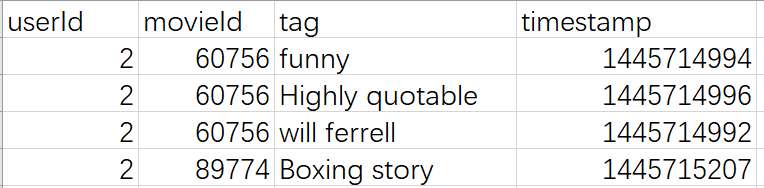 userId movieId tag timestamp
2 60756 funny 1445714994
2 60756 Highly quotable 1445714996
2 60756 will ferrell 1445714992
2 89774 Boxing story 1445715207